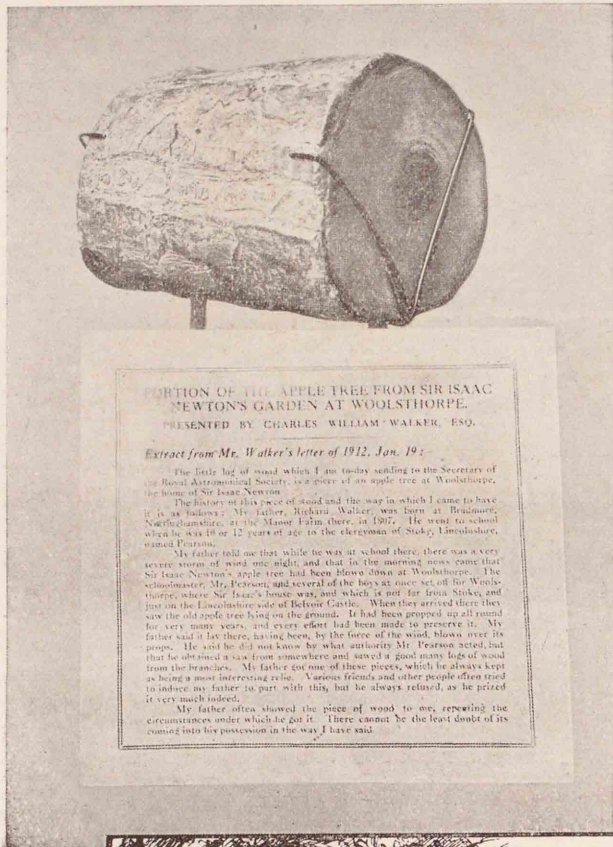 PORTION OF THE APPLE TREE FROM SIR ISAAC
NEWTON'S GARDEN AT WOOLSTHORPE.
PRESENTED BY CHARLES WILLIAM WALKER, ESQ.
Extract from Mr. Walker's letter of 1912, Jan. 19:
The little log of wood which I am to-day sending to the Secretary of
the Royal Astronomical Society, is a piece of an apple tree at Woolsthorpe,
the home of Sir Isaac Newton
The history of this piece of wood and the way in which I came to have
it is as follows: My father, Richard Walker, was born at Bradmore,
Nottinghamshire, at the Manor Farm there, in 1807. He went to school
when he was 10 or 12 years of age to the clergyman of Stoke, Lincolnshire,
named Pearson.
My father told me that while he was at school there, there was a very
severe storm of wind one night, and that in the morning news came that
Sir Isaac Newton's apple tree had been blown down at Woolsthorpe. The
schoolmaster, Mr. Pearson, and several of the boys at once set off for Wools-
thorpe, where Sir Isaac's house was, and which is not far from Stoke, and
just on the Lincolnshire side of Belvoir Castle. When they arrived there they
saw the old apple tree lying on the ground. It had been propped up all round
for very many years, and every effort had been made to preserve it. My
father said it lay there, having been, by the force of the wind, blown over its
props. He said he did not know by what authority Mr. Pearson acted, but
that he obtained a saw from somewhere and sawed a good many logs of wood
from the branches. My father got one of these pieces, which he always kept
as being a most interesting relic. Various friends and other people often tried
to induce my father to part with this, but he always refused, as he prized
it very much indeed.
My father often showed the piece of wood to me, repeating the
circumstances under which he got it. There cannot be the least doubt of its
coming into his possession in the way I have said